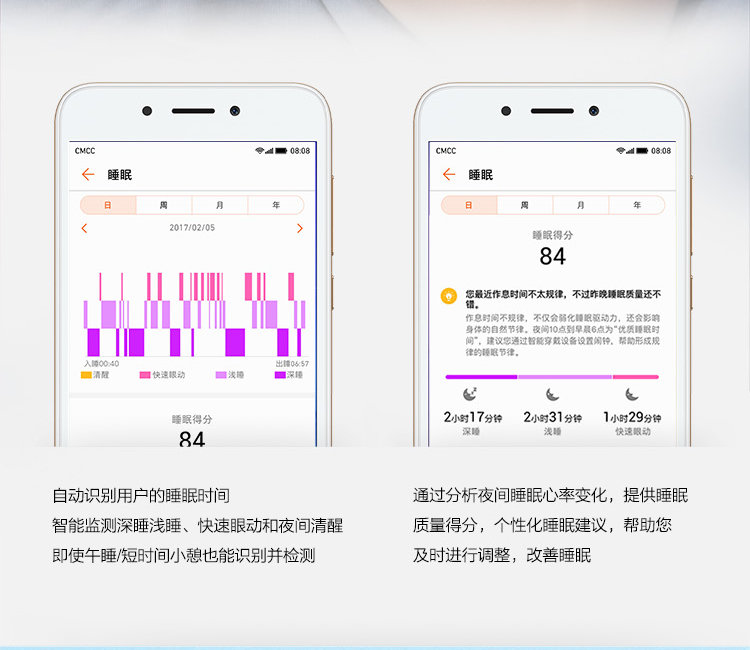 CMCC
08:08
睡眠
日 周 月 年
2017/02/05
入睡00:40
出睡06:57
清醒 快速眼动 浅睡 深睡
睡眠得分
84
自动识别用户的睡眠时间
智能监测深睡浅睡、快速眼动和夜间清醒
即使午睡/短时间小憩也能识别并检测
CMCC
08:08
睡眠
日 周 月 年
睡眠得分
84
您最近作息时间不太规律，不过昨晚睡眠质量还不
错。
作息时间不规律，不仅会弱化睡眠驱动力，还会影响
身体的自然节律。夜间10点到早晨6点为“优质睡眠时
间”，建议您通过智能穿戴设备设置闹钟，帮助形成规
律的睡眠节律。
2小时17分钟 2小时31分钟 1小时29分钟
深睡 浅睡 快速眼动
通过分析夜间睡眠心率变化，提供睡眠
质量得分，个性化睡眠建议，帮助您
及时进行调整，改善睡眠